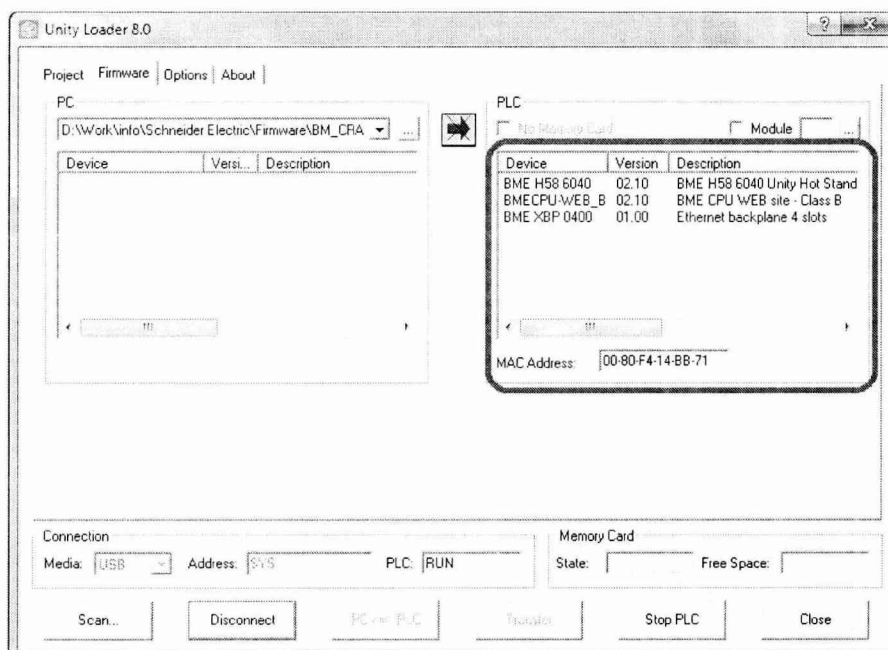 Unity Loader 8.0
Project Firmware Options About
PC
D:\Work\info\Schneider Electric\Firmware\BM_CRA ...
Device Versi... Description
PLC
No Memory Card Module ...
Device Version Description
BME H58 6040 02.10 BME H58 6040 Unity Hot Stand
BMECPU-WEB_B 02.10 BME CPU WEB site - Class B
BME XBP 0400 01.00 Ethernet backplane 4 slots
MAC Address: 00-80-F4-14-BB-71
Connection
Media: USB Address: SYS PLC: RUN
Memory Card
State: Free Space:
Scan... Disconnect Transfer Stop PLC Close